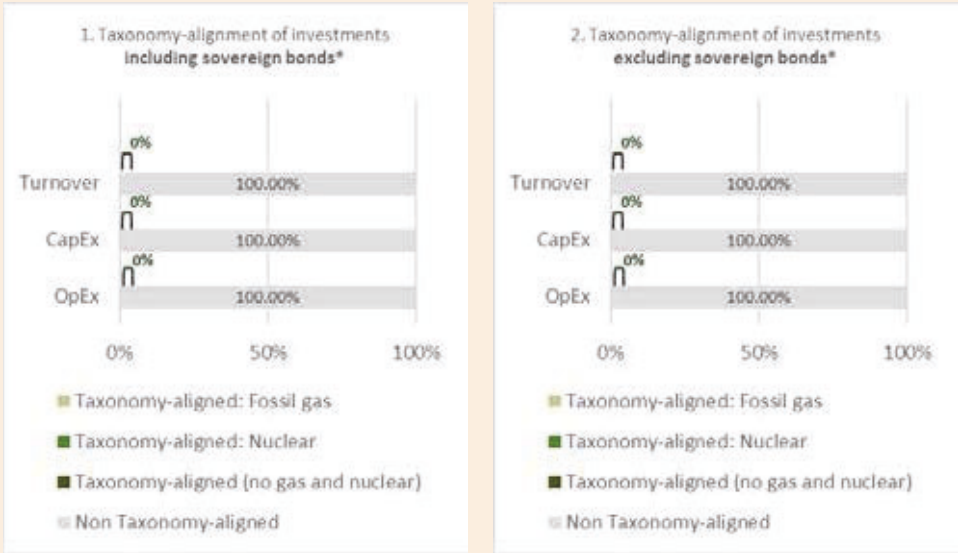 1. Taxonomy-alignment of investments
including sovereign bonds*
0%
Turnover 100.00%
0%
CapEx 100.00%
0%
OpEx 100.00%
0% 50% 100%
Taxonomy-aligned: Fossil gas
Taxonomy-aligned: Nuclear
Taxonomy-aligned (no gas and nuclear)
Non Taxonomy-aligned
2. Taxonomy-alignment of investments
excluding sovereign bonds*
0%
Turnover 100.00%
0%
CapEx 100.00%
0%
OpEx 100.00%
0% 50% 100%
Taxonomy-aligned: Fossil gas
Taxonomy-aligned: Nuclear
Taxonomy-aligned (no gas and nuclear)
Non Taxonomy-aligned